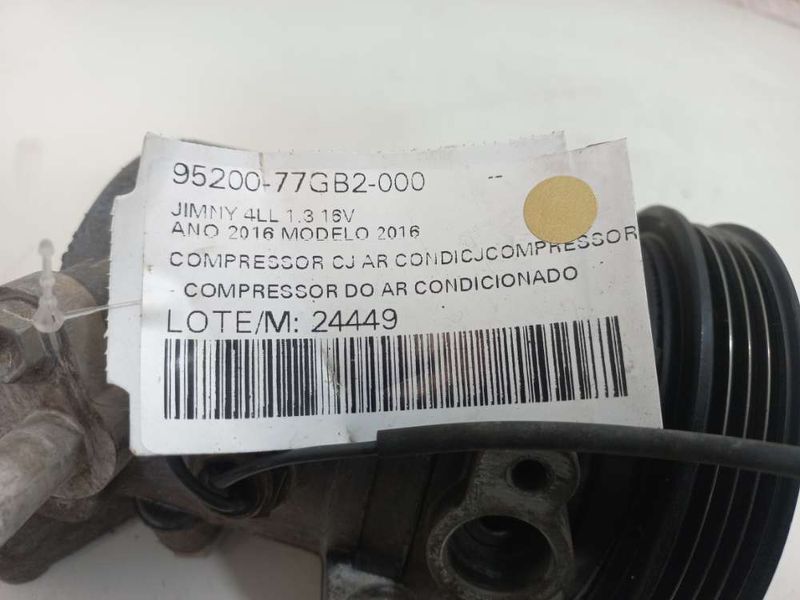 95200-77GB2-000 --
JIMNY 4LL 1.3 16V
ANO 2016 MODELO 2016
COMPRESSOR CJ AR CONDICJCOMPRESSOR
- COMPRESSOR DO AR CONDICIONADO
LOTE/M: 24449